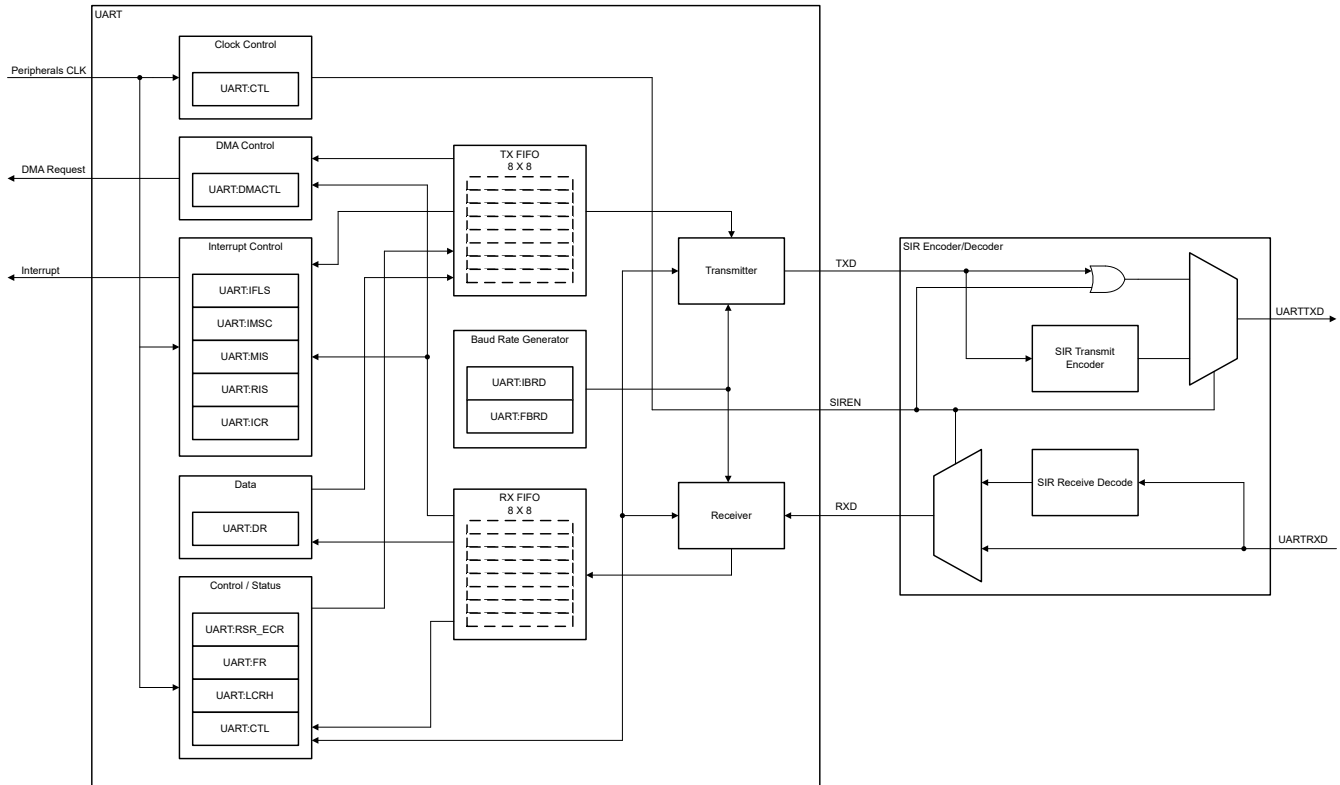 UART
Clock Control
Peripherals CLK
UART:CTL
DMA Control
DMA Request
UART:DMACTL
TX FIFO
8 X 8
Interrupt Control
Interrupt
UART:IFLS
UART:IMSC
UART:MIS
UART:RIS
UART:ICR
Transmitter
TXD
SIR Encoder/Decoder
UARTTXD
SIR Transmit
Encoder
Baud Rate Generator
UART:IBRD
UART:FBRD
SIREN
Data
UART:DR
RX FIFO
8 X 8
Receiver
RXD
SIR Receive Decode
UARTRXD
Control / Status
UART:RSR_ECR
UART:FR
UART:LCRH
UART:CTL